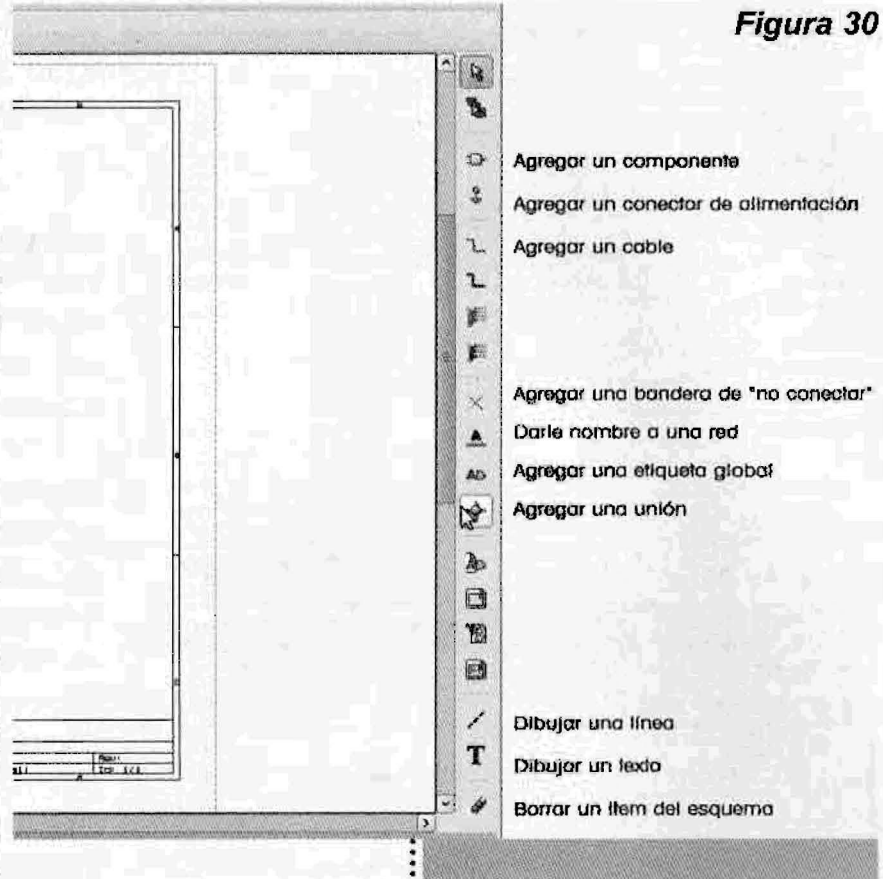 Figura 30
Agregar un componente
Agregar un conector de alimentación
Agregar un cable
Agregar una bandera de "no conectar"
A
Darle nombre a una red
Agregar una etiqueta global
Agregar una unión
Dibujar una línea
T
Dibujar un texto
Borrar un ítem del esquema